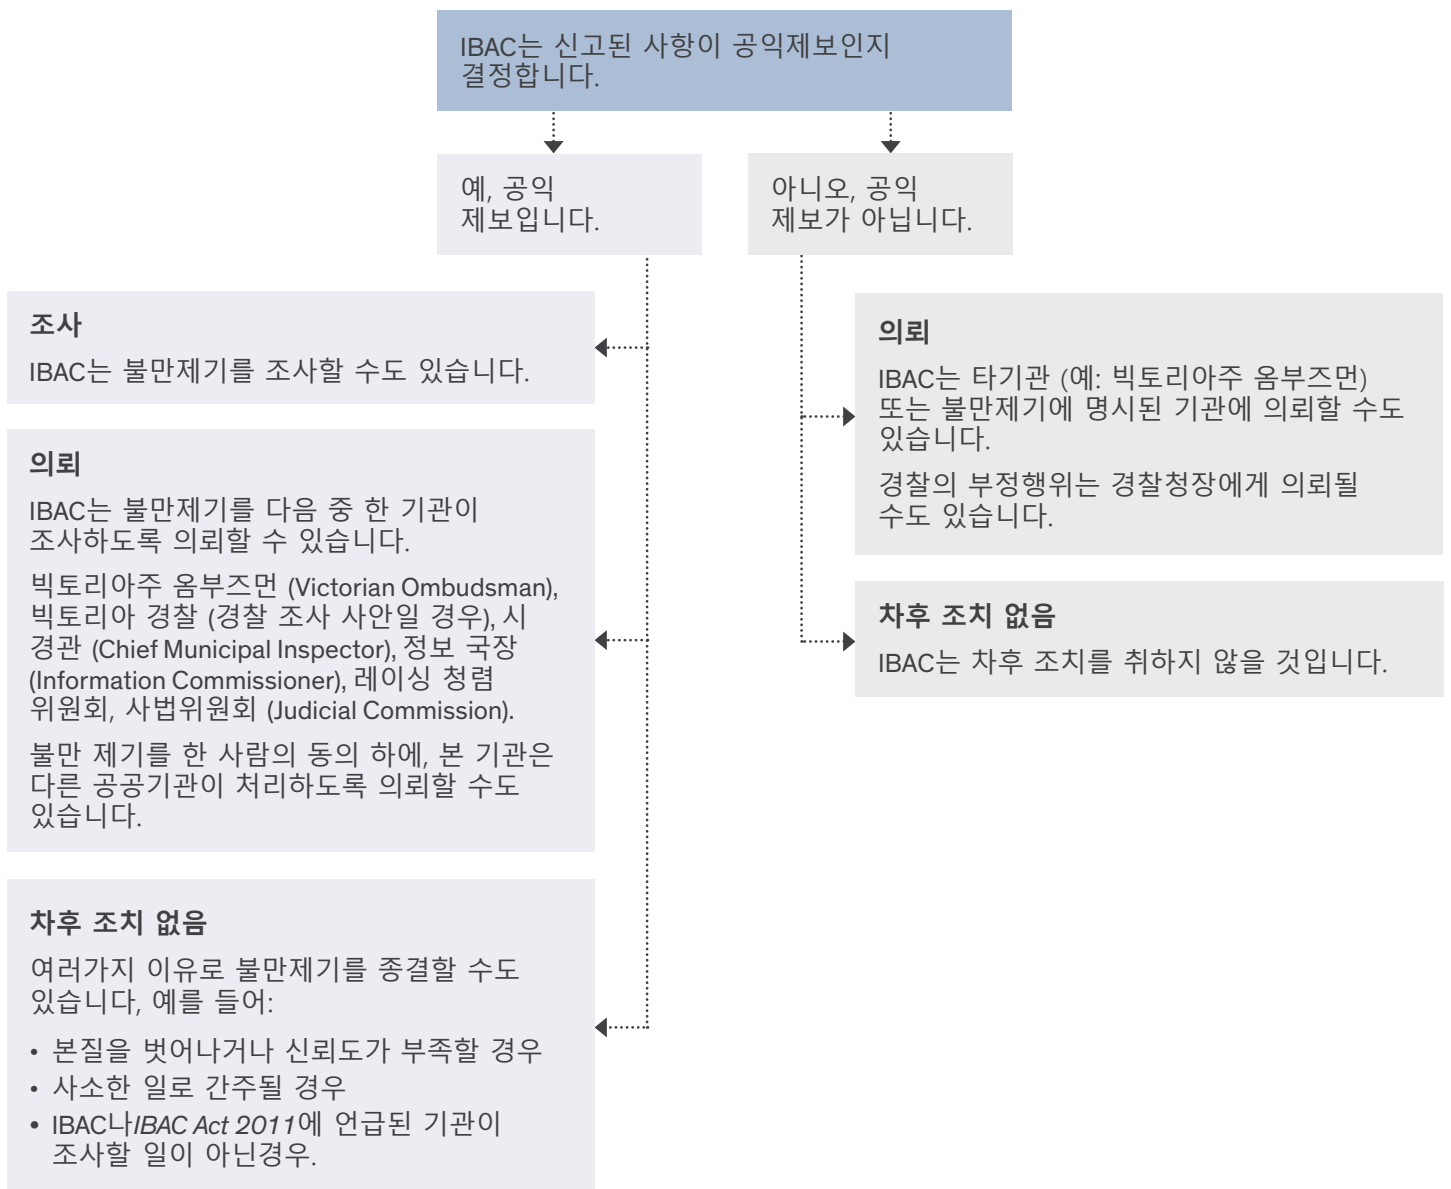 IBAC는 신고된 사항이 공익제보인지
결정합니다.
예, 공익
제보입니다.
아니오, 공익
제보가 아닙니다.
조사
IBAC는 불만제기를 조사할 수도 있습니다.
의뢰
IBAC는 불만제기를 다음 중 한 기관이
조사하도록 의뢰할 수 있습니다.
빅토리아주 옴부즈먼 (Victorian Ombudsman),
빅토리아 경찰 (경찰 조사 사안일 경우), 시
경관 (Chief Municipal Inspector), 정보 국장
(Information Commissioner), 레이싱 청렴
위원회, 사법위원회 (Judicial Commission).
불만 제기를 한 사람의 동의 하에, 본 기관은
다른 공공기관이 처리하도록 의뢰할 수도
있습니다.
차후 조치 없음
여러가지 이유로 불만제기를 종결할 수도
있습니다, 예를 들어:
• 본질을 벗어나거나 신뢰도가 부족할 경우
• 사소한 일로 간주될 경우
• IBAC나IBAC Act 2011에 언급된 기관이
조사할 일이 아닌경우.
의뢰
IBAC는 타기관 (예: 빅토리아주 옴부즈먼)
또는 불만제기에 명시된 기관에 의뢰할 수도
있습니다.
경찰의 부정행위는 경찰청장에게 의뢰될
수도 있습니다.
차후 조치 없음
IBAC는 차후 조치를 취하지 않을 것입니다.